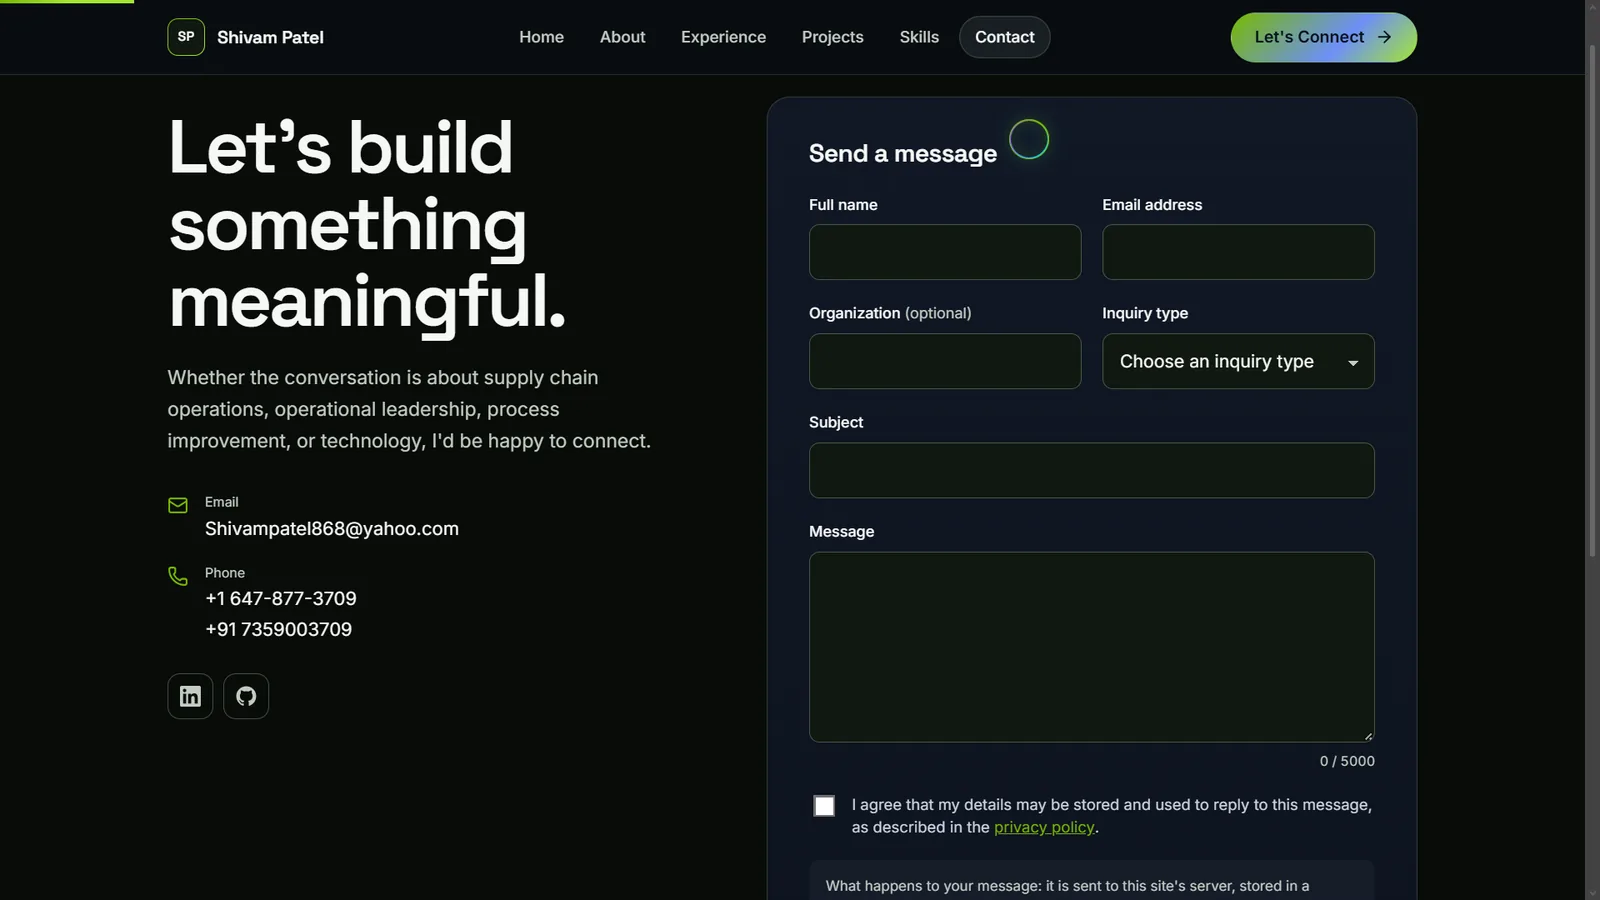 SP
Shivam Patel
Home
About
Experience
Projects
Skills
Contact
Let's Connect →
Let's build
something
meaningful.
Whether the conversation is about supply chain
operations, operational leadership, process
improvement, or technology, I'd be happy to connect.
Email
Shivampatel868@yahoo.com
Phone
+1 647-877-3709
+91 7359003709
in
Send a message
Full name
Email address
Organization (optional)
Inquiry type
Choose an inquiry type
Subject
Message
0 / 5000
I agree that my details may be stored and used to reply to this message,
as described in the privacy policy.
What happens to your message: it is sent to this site's server, stored in a